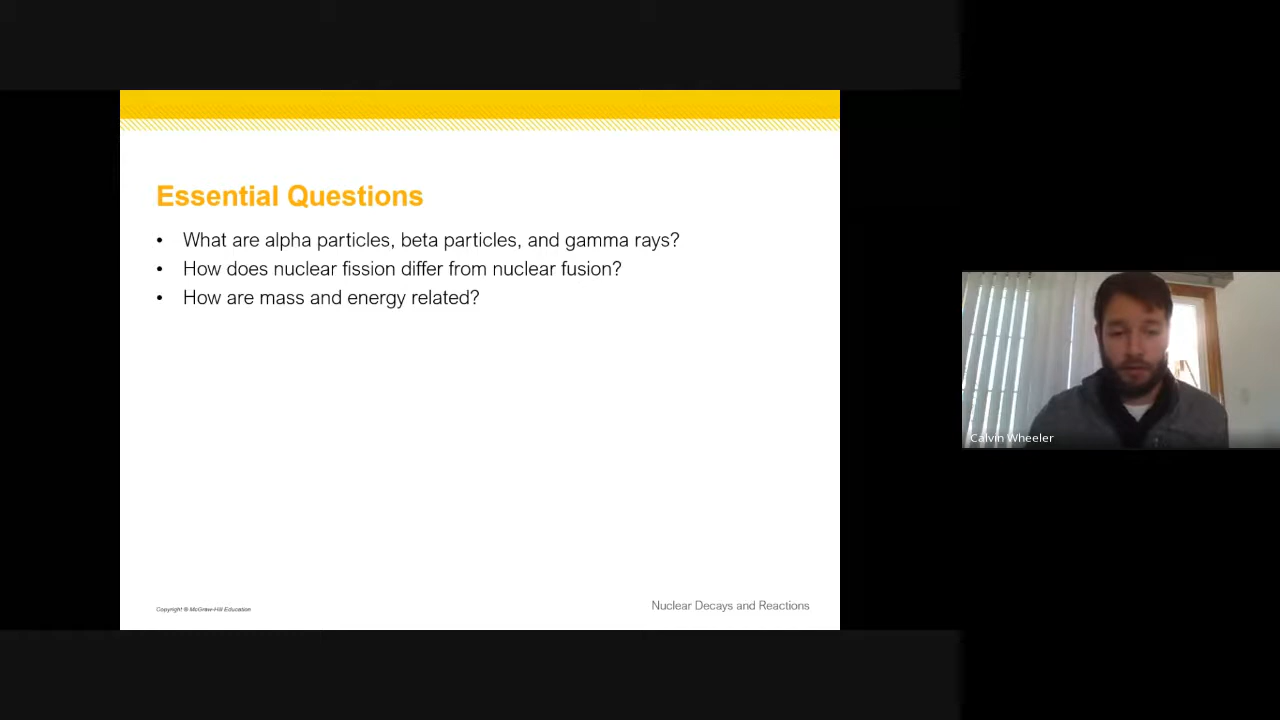 Essential Questions
• What are alpha particles, beta particles, and gamma rays?
• How does nuclear fission differ from nuclear fusion?
• How are mass and energy related?
Copyright © McGraw-Hill Education
Nuclear Decays and Reactions
Calvin Wheeler